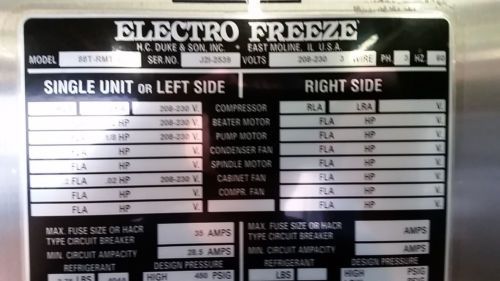 ELECTRO FREEZE
H.C. DUKE & SON, INC. • EAST MOLINE, IL U.S.A.
MODEL 88T-RMT SER. NO. J2I-2539 VOLTS 208-230 3 WIRE PH. 3 HZ. 60
SINGLE UNIT OR LEFT SIDE RIGHT SIDE
LRA 208-230 V. COMPRESSOR RLA LRA V.
HP 208-230 V. BEATER MOTOR FLA HP V.
1/8 HP V. PUMP MOTOR FLA HP V.
FLA HP V. CONDENSER FAN FLA HP V.
FLA HP V. SPINDLE MOTOR FLA HP V.
FLA .02 HP 208-230 V. CABINET FAN FLA HP V.
FLA HP V. COMPR. FAN FLA HP V.
FLA HP V. FLA HP V.
MAX. FUSE SIZE OR HACR TYPE CIRCUIT BREAKER 35 AMPS MAX. FUSE SIZE OR HACR TYPE CIRCUIT BREAKER AMPS
MIN. CIRCUIT AMPACITY 28.5 AMPS MIN. CIRCUIT AMPACITY AMPS
REFRIGERANT DESIGN PRESSURE REFRIGERANT DESIGN PRESSURE
LBS HIGH 450 PSIG LBS HIGH PSIG